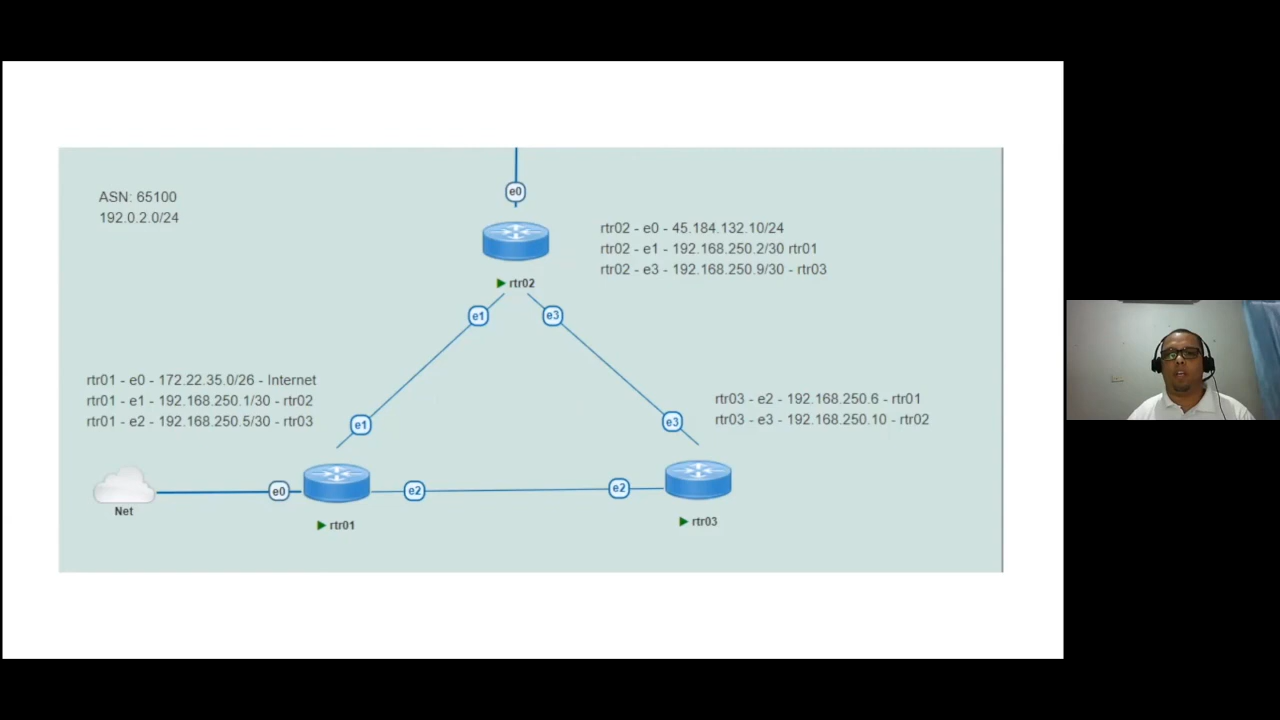 ASN: 65100
192.0.2.0/24
e0
rtr02 - e0 - 45.184.132.10/24
rtr02 - e1 - 192.168.250.2/30 rtr01
rtr02 - e3 - 192.168.250.9/30 - rtr03
rtr02
e1
e3
rtr01 - e0 - 172.22.35.0/26 - Internet
rtr01 - e1 - 192.168.250.1/30 - rtr02
rtr01 - e2 - 192.168.250.5/30 - rtr03
rtr03 - e2 - 192.168.250.6 - rtr01
rtr03 - e3 - 192.168.250.10 - rtr02
e1
e3
e0
e2
e2
Net
rtr01
rtr03